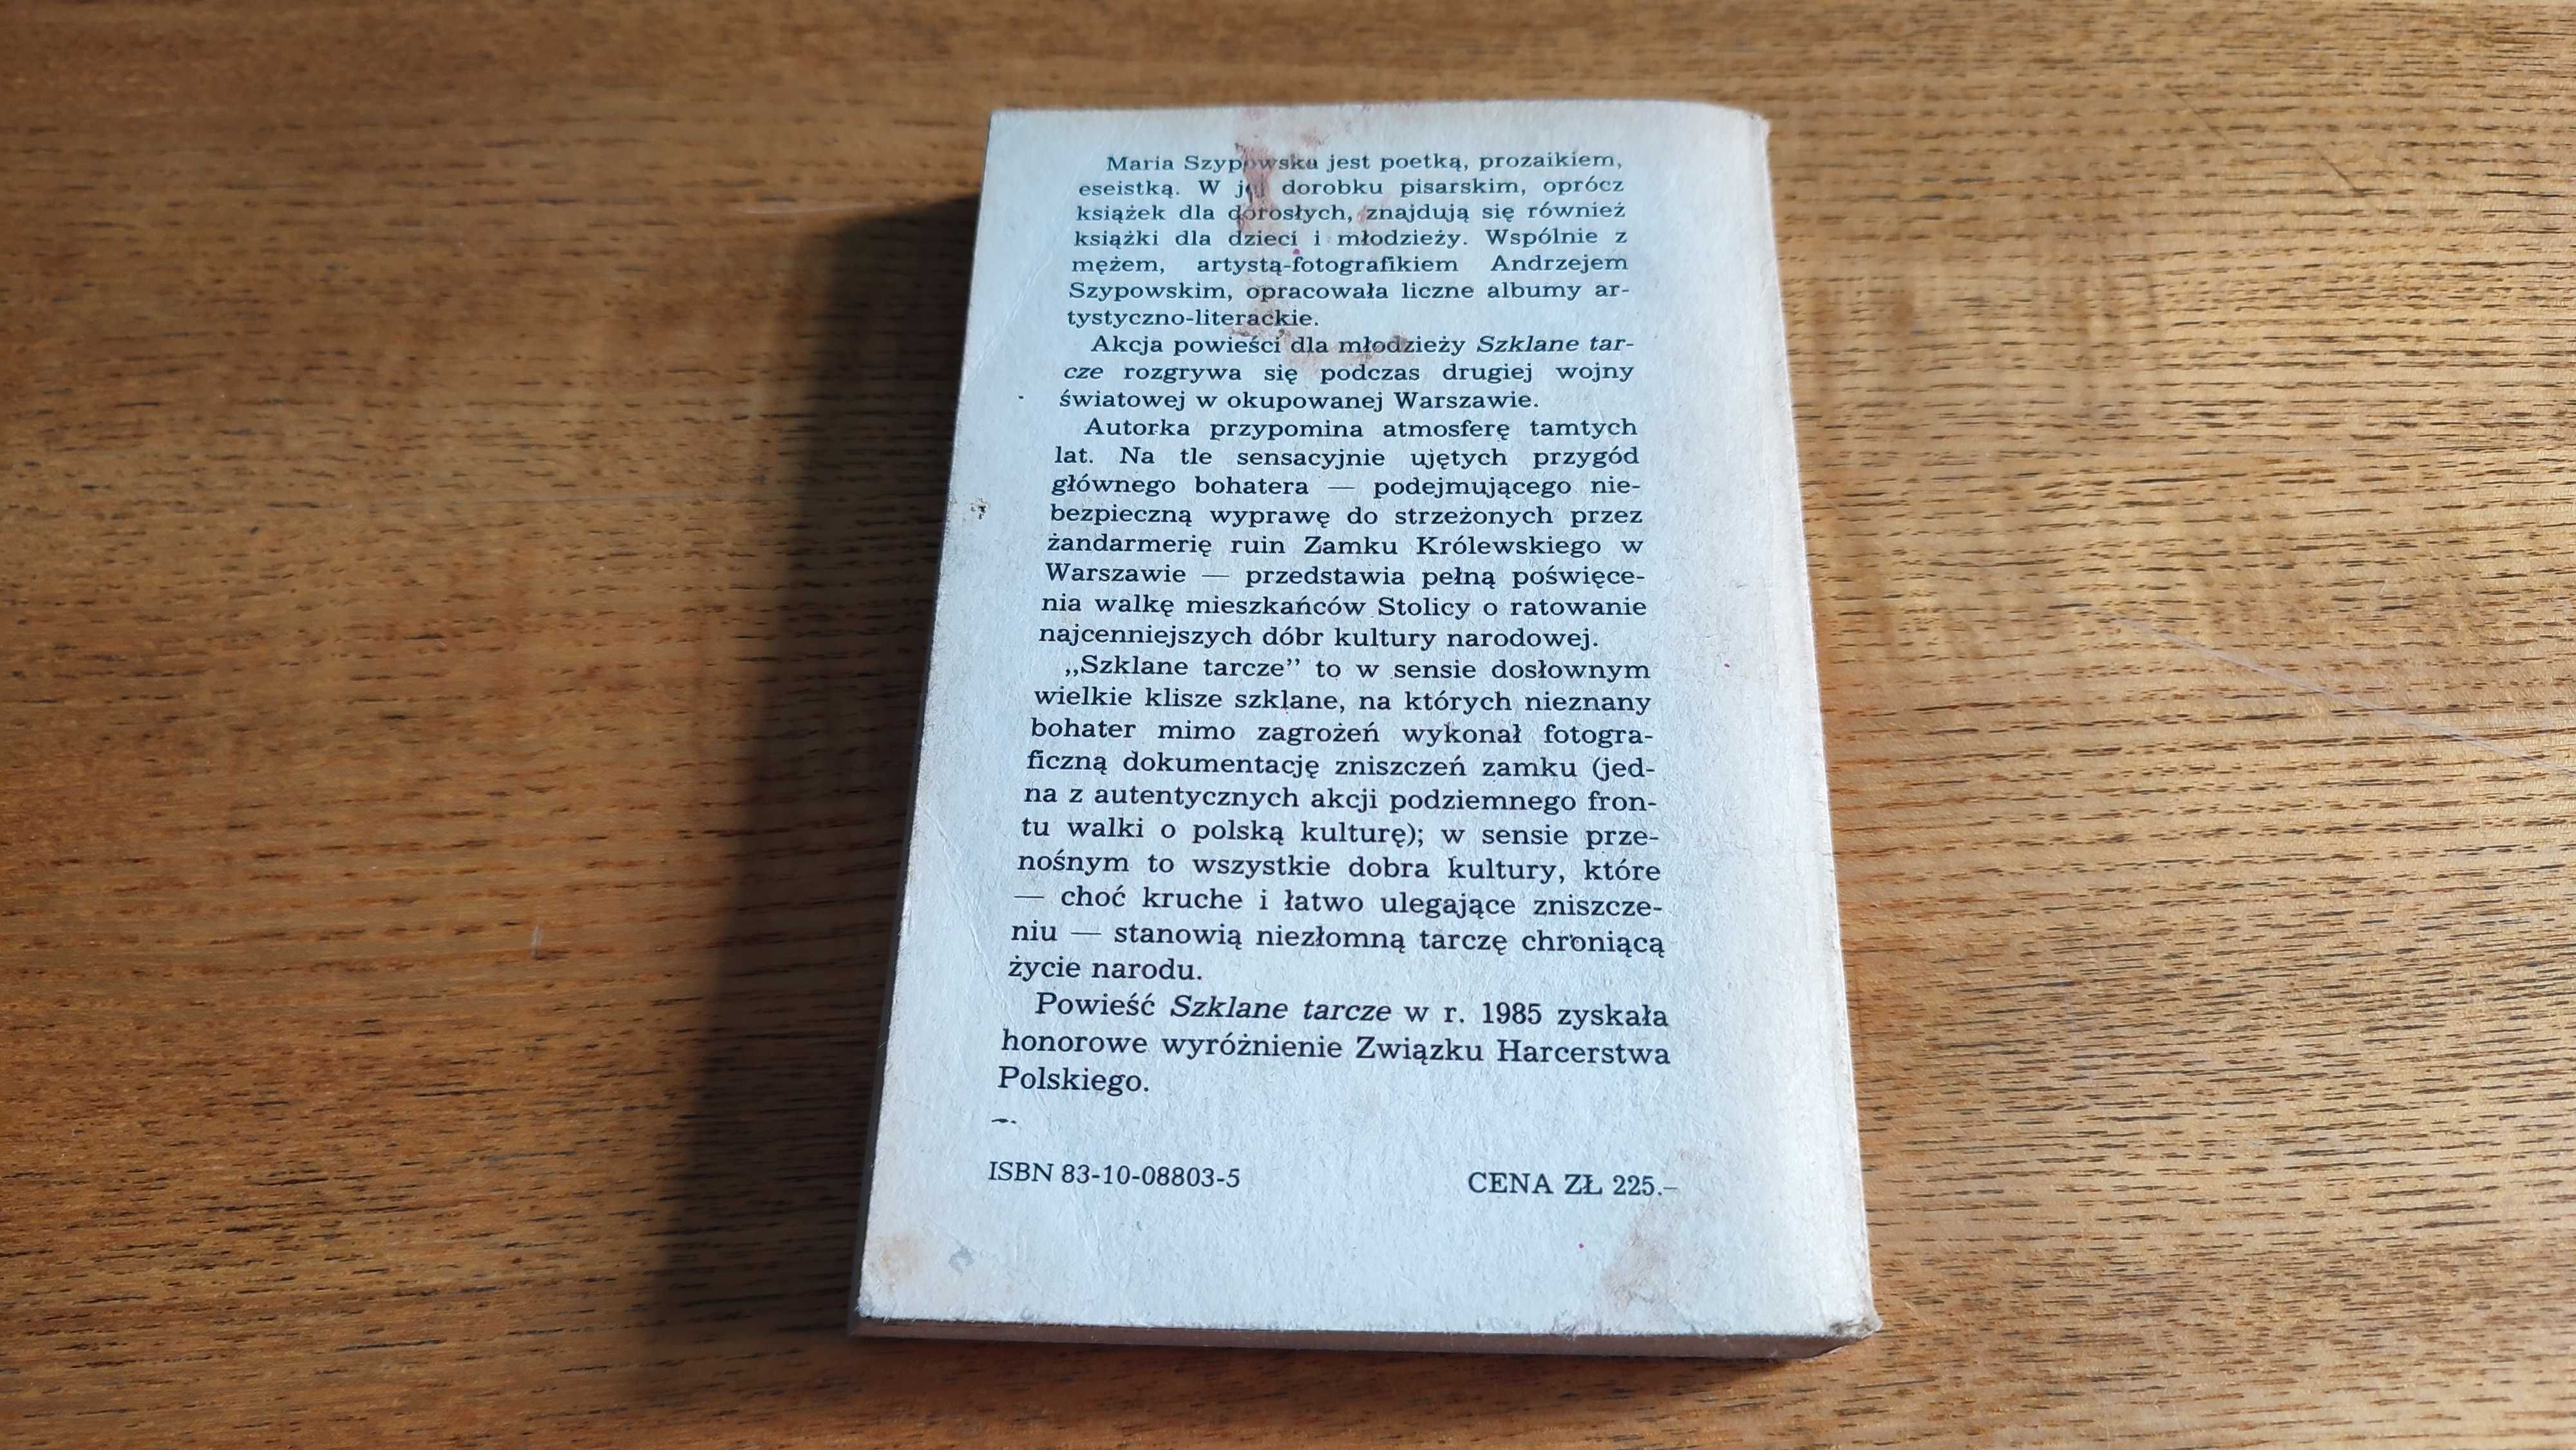 Maria Szypowska jest poetką, prozaikiem,
eseistką. W jej dorobku pisarskim, oprócz
książek dla dorosłych, znajdują się również
książki dla dzieci i młodzieży. Wspólnie z
mężem, artystą-fotografikiem Andrzejem
Szypowskim, opracowała liczne albumy ar-
tystyczno-literackie.
Akcja powieści dla młodzieży Szklane tar-
cze rozgrywa się podczas drugiej wojny
światowej w okupowanej Warszawie.
Autorka przypomina atmosferę tamtych
lat. Na tle sensacyjnie ujętych przygód
głównego bohatera — podejmującego nie-
bezpieczną wyprawę do strzeżonych przez
żandarmerię ruin Zamku Królewskiego w
Warszawie — przedstawia pełną poświęce-
nia walkę mieszkańców Stolicy o ratowanie
najcenniejszych dóbr kultury narodowej.
„Szklane tarcze” to w sensie dosłownym
wielkie klisze szklane, na których nieznany
bohater mimo zagrożeń wykonał fotogra-
ficzną dokumentację zniszczeń zamku (jed-
na z autentycznych akcji podziemnego fron-
tu walki o polską kulturę); w sensie prze-
nośnym to wszystkie dobra kultury, które
— choć kruche i łatwo ulegające zniszcze-
niu — stanowią niezłomną tarczę chroniącą
życie narodu.
Powieść Szklane tarcze w r. 1985 zyskała
honorowe wyróżnienie Związku Harcerstwa
Polskiego.
ISBN 83-10-08803-5 CENA ZŁ 225.–